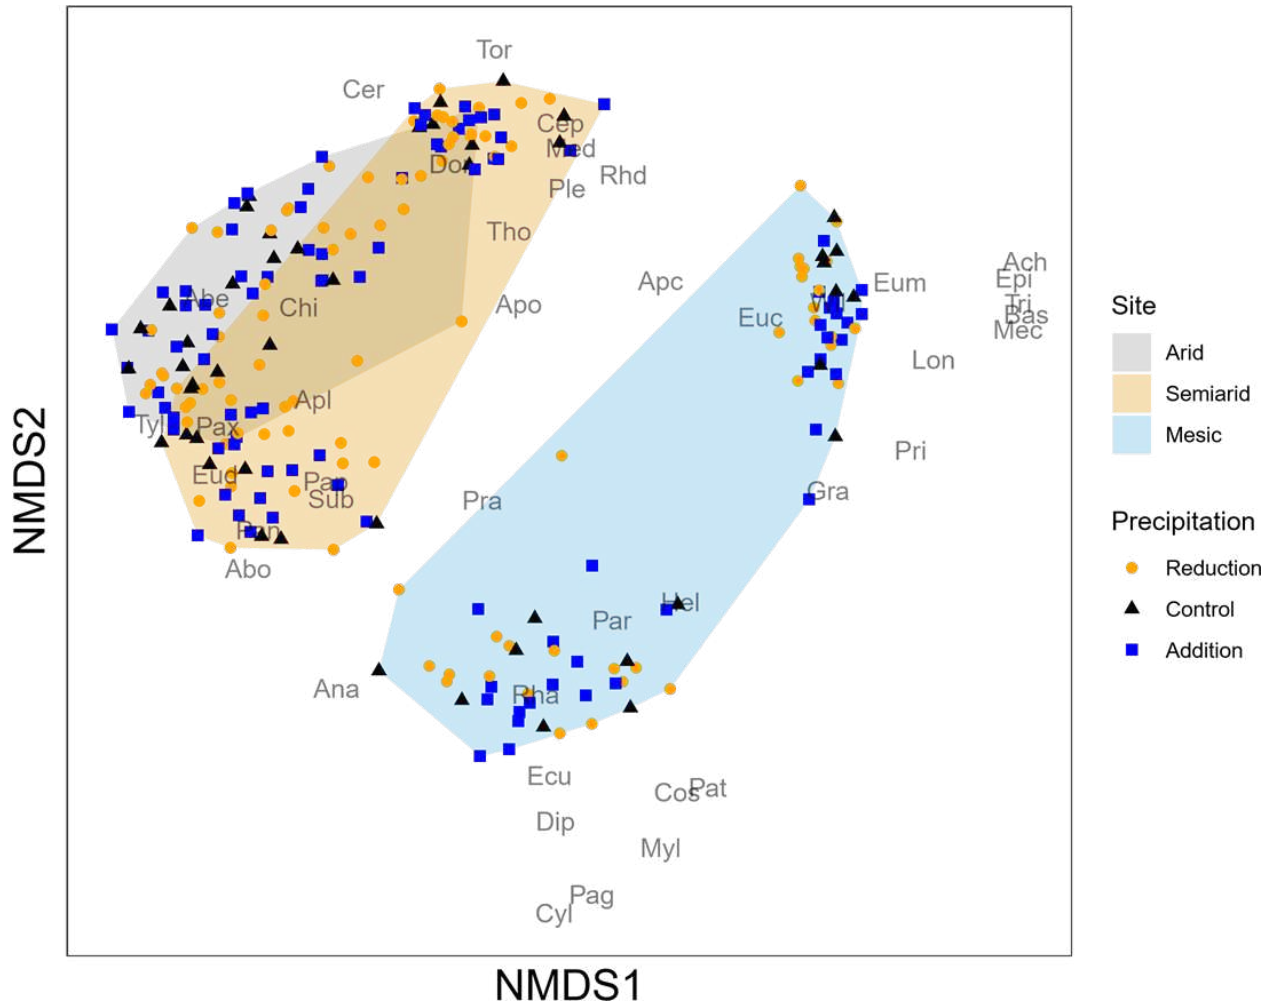 Tor
Cer
Cep
Med
Dor
Rhd
Ple
Tho
Ach
Apc
Eum
Epi
Abe
Tri
Chi
Apo
Bas
Euc
Mec
Site
Lon
Arid
Semiarid
Apl
Mesic
Tyl
Pax
Pri
NMDS2
Eud
Pap
Gra
Sub
Pra
Precipitation
Abo
Reduction
Hel
Control
Par
Addition
Ana
Rha
Ecu
Cos
Pat
Dip
Myl
Pag
Cyl
NMDS1